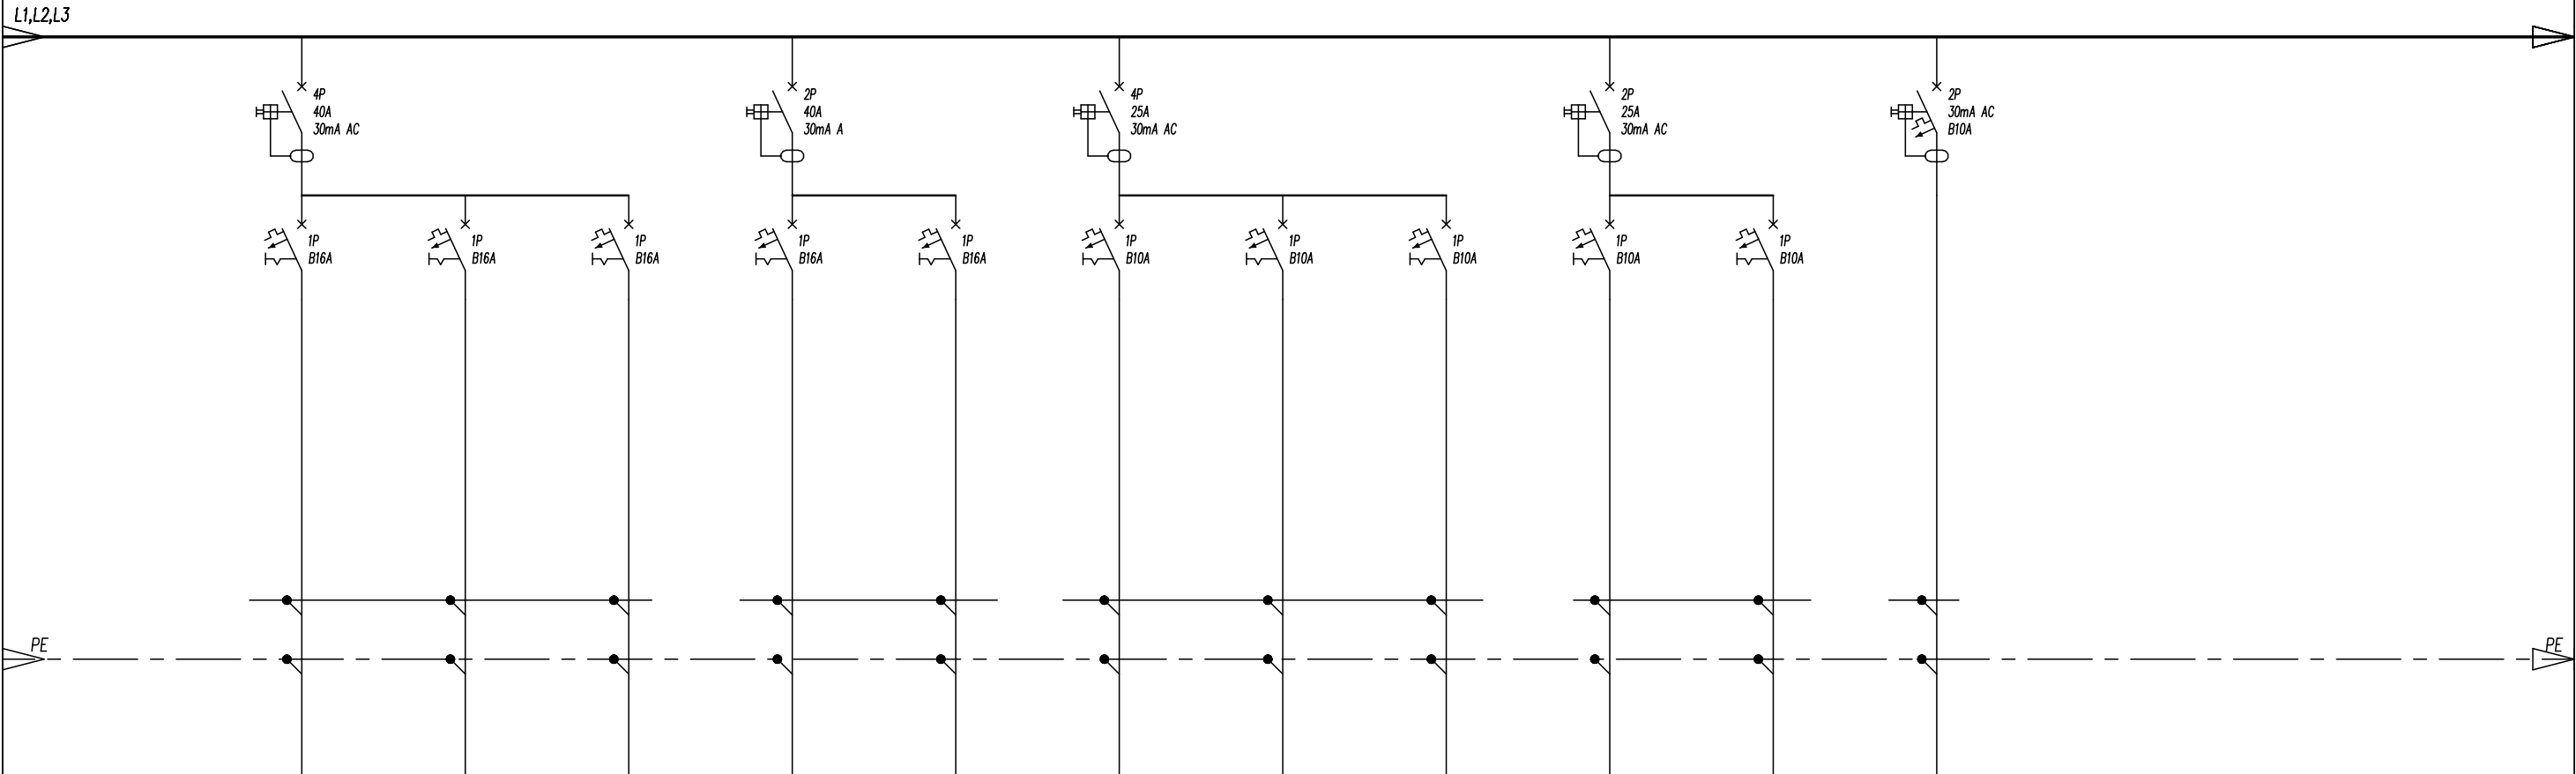 L1,L2,L3
4P
40A
30mA AC
2P
40A
30mA A
4P
25A
30mA AC
2P
25A
30mA AC
2P
30mA AC
B10A
1P
B16A
1P
B16A
1P
B16A
1P
B16A
1P
B16A
1P
B10A
1P
B10A
1P
B10A
1P
B10A
1P
B10A
PE
PE